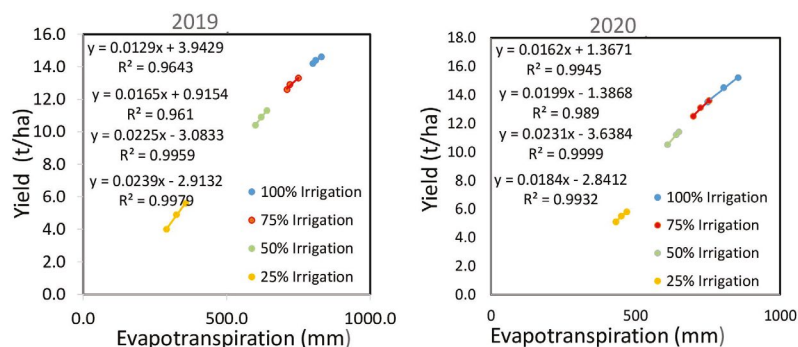 2019
16.0
14.0
12.0
10.0
8.0
6.0
4.0
2.0
0.0
Yield (t/ha)
y = 0.0129x + 3.9429
R² = 0.9643
y = 0.0165x + 0.9154
R² = 0.961
y = 0.0225x - 3.0833
R² = 0.9959
y = 0.0239x - 2.9132
R² = 0.9979
100% Irrigation
75% Irrigation
50% Irrigation
25% Irrigation
0.0
500.0
1000.0
Evapotranspiration (mm)
2020
18.0
16.0
14.0
12.0
10.0
8.0
6.0
4.0
2.0
0.0
Yield (t/ha)
y = 0.0162x + 1.3671
R² = 0.9945
y = 0.0199x - 1.3868
R² = 0.989
y = 0.0231x - 3.6384
R² = 0.9999
y = 0.0184x - 2.8412
R² = 0.9932
100% Irrigation
75% Irrigation
50% Irrigation
25% Irrigation
0
500
1000
Evapotranspiration (mm)